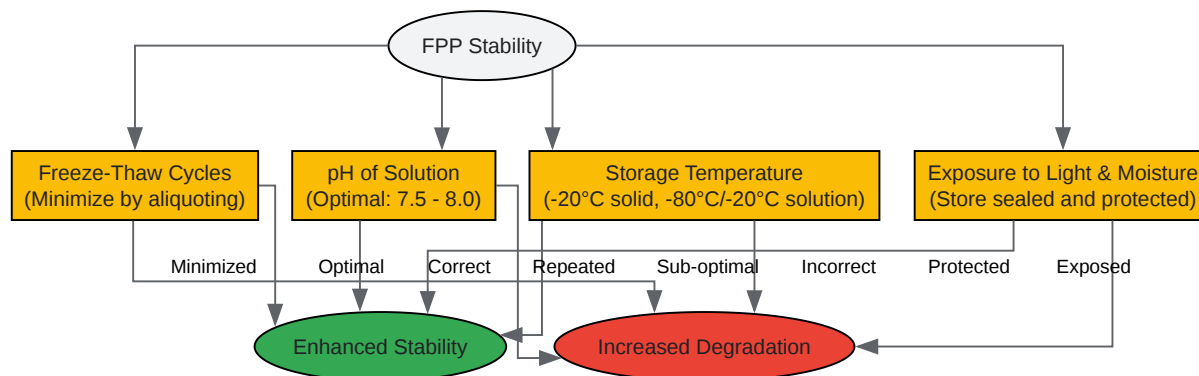 FPP Stability
Freeze-Thaw Cycles
(Minimize by aliquoting)
pH of Solution
(Optimal: 7.5 - 8.0)
Storage Temperature
(-20°C solid, -80°C/-20°C solution)
Exposure to Light & Moisture
(Store sealed and protected)
Minimized
Optimal
Correct
Repeated
Sub-optimal
Incorrect
Protected
Exposed
Enhanced Stability
Increased Degradation